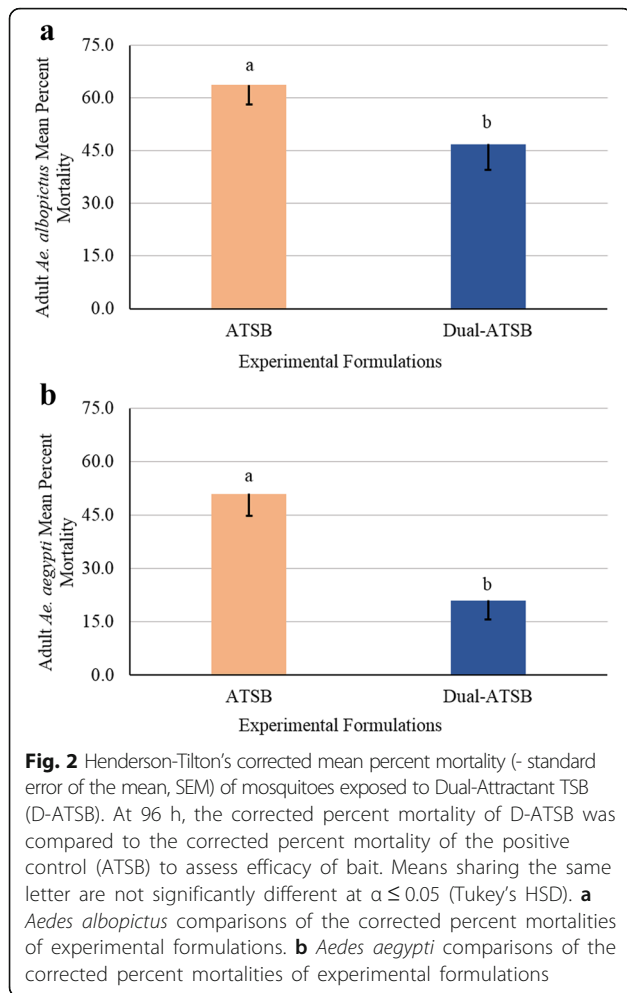 a
75.0
60.0
45.0
30.0
15.0
0.0
Adult Ae. albopictus Mean Percent
Mortality
a
b
ATSB
Dual-ATSB
Experimental Formulations
b
75.0
60.0
45.0
30.0
15.0
0.0
Adult Ae. aegypti Mean Percent
Mortality
a
b
ATSB
Dual-ATSB
Experimental Formulations
Fig. 2 Henderson-Tilton's corrected mean percent mortality (- standard
error of the mean, SEM) of mosquitoes exposed to Dual-Attractant TSB
(D-ATSB). At 96 h, the corrected percent mortality of D-ATSB was
compared to the corrected percent mortality of the positive
control (ATSB) to assess efficacy of bait. Means sharing the same
letter are not significantly different at α ≤ 0.05 (Tukey's HSD). a
Aedes albopictus comparisons of the corrected percent mortalities
of experimental formulations. b Aedes aegypti comparisons of the
corrected percent mortalities of experimental formulations